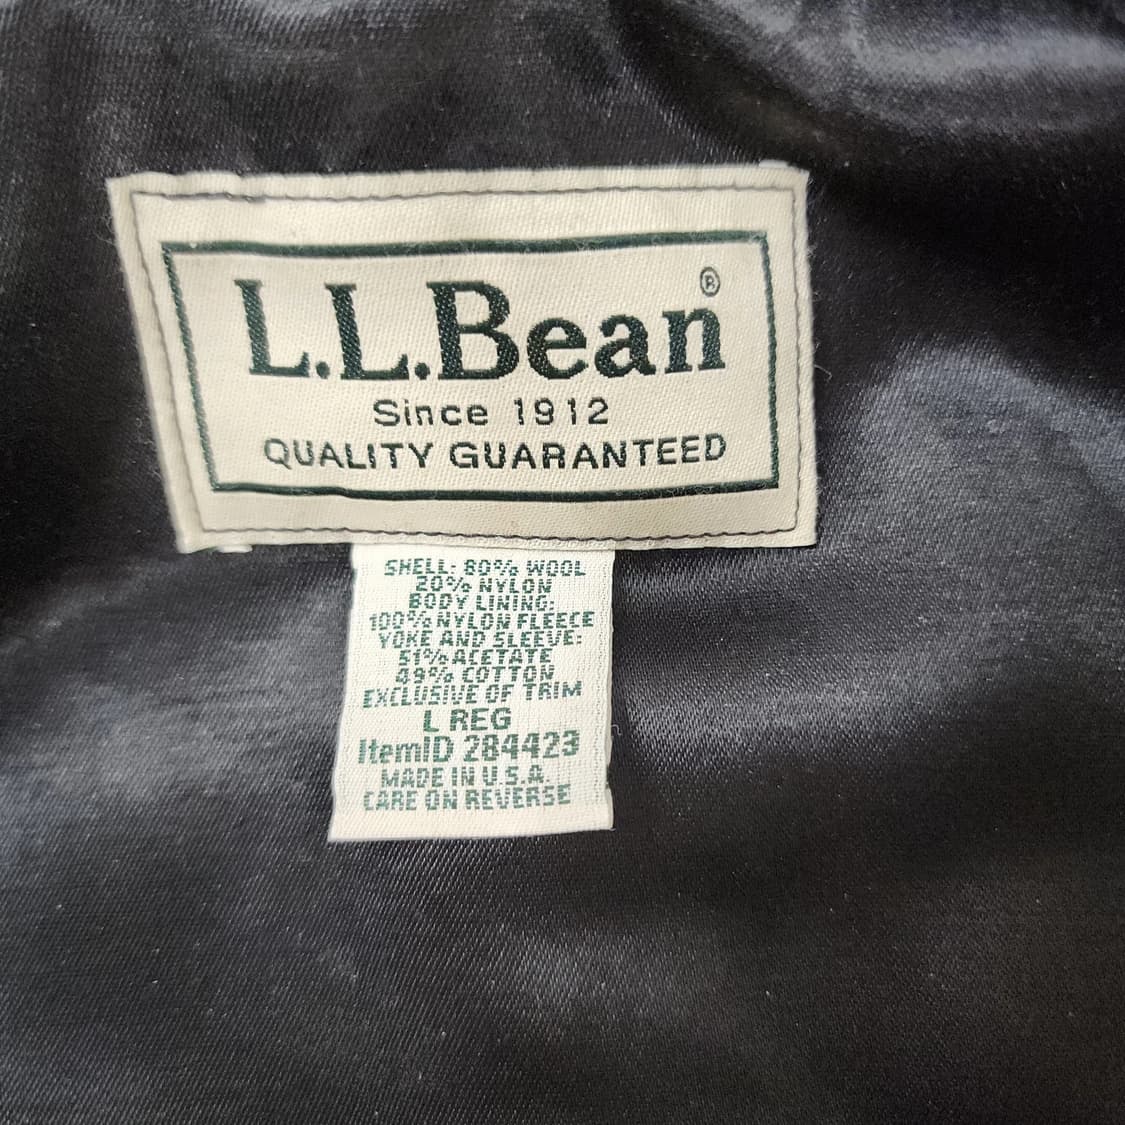 L.L.Bean®
Since 1912
QUALITY GUARANTEED
SHELL: 80% WOOL
20% NYLON
BODY LINING:
100% NYLON FLEECE
YOKE AND SLEEVE:
51% ACETATE
49% COTTON
EXCLUSIVE OF TRIM
L REG
ItemID 284423
MADE IN U.S.A.
CARE ON REVERSE